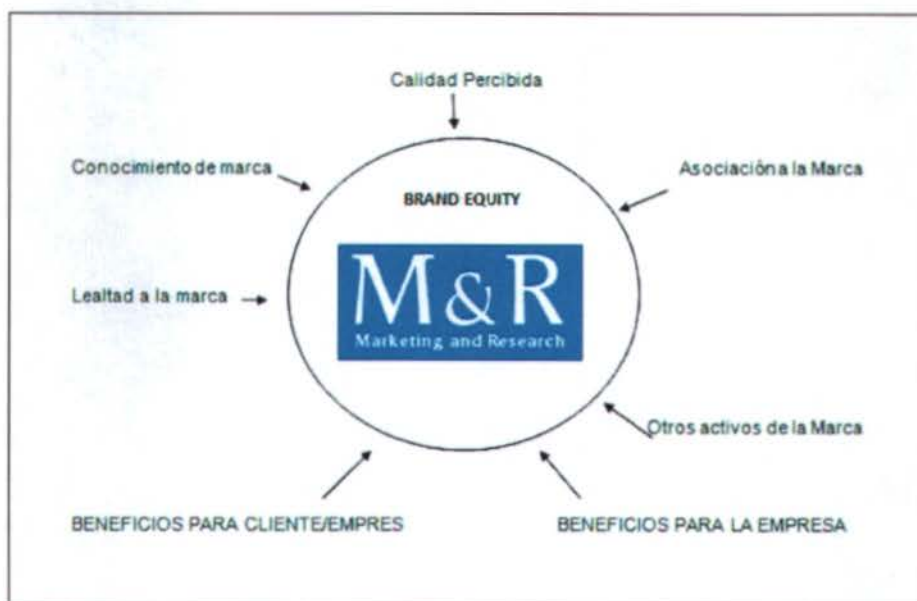 Calidad Percibida
Conocimiento de marca
Asociación a la Marca
BRAND EQUITY
M & R
Marketing and Research
Lealtad a la marca
Otros activos de la Marca
BENEFICIOS PARA CLIENTE/EMPRES
BENEFICIOS PARA LA EMPRESA